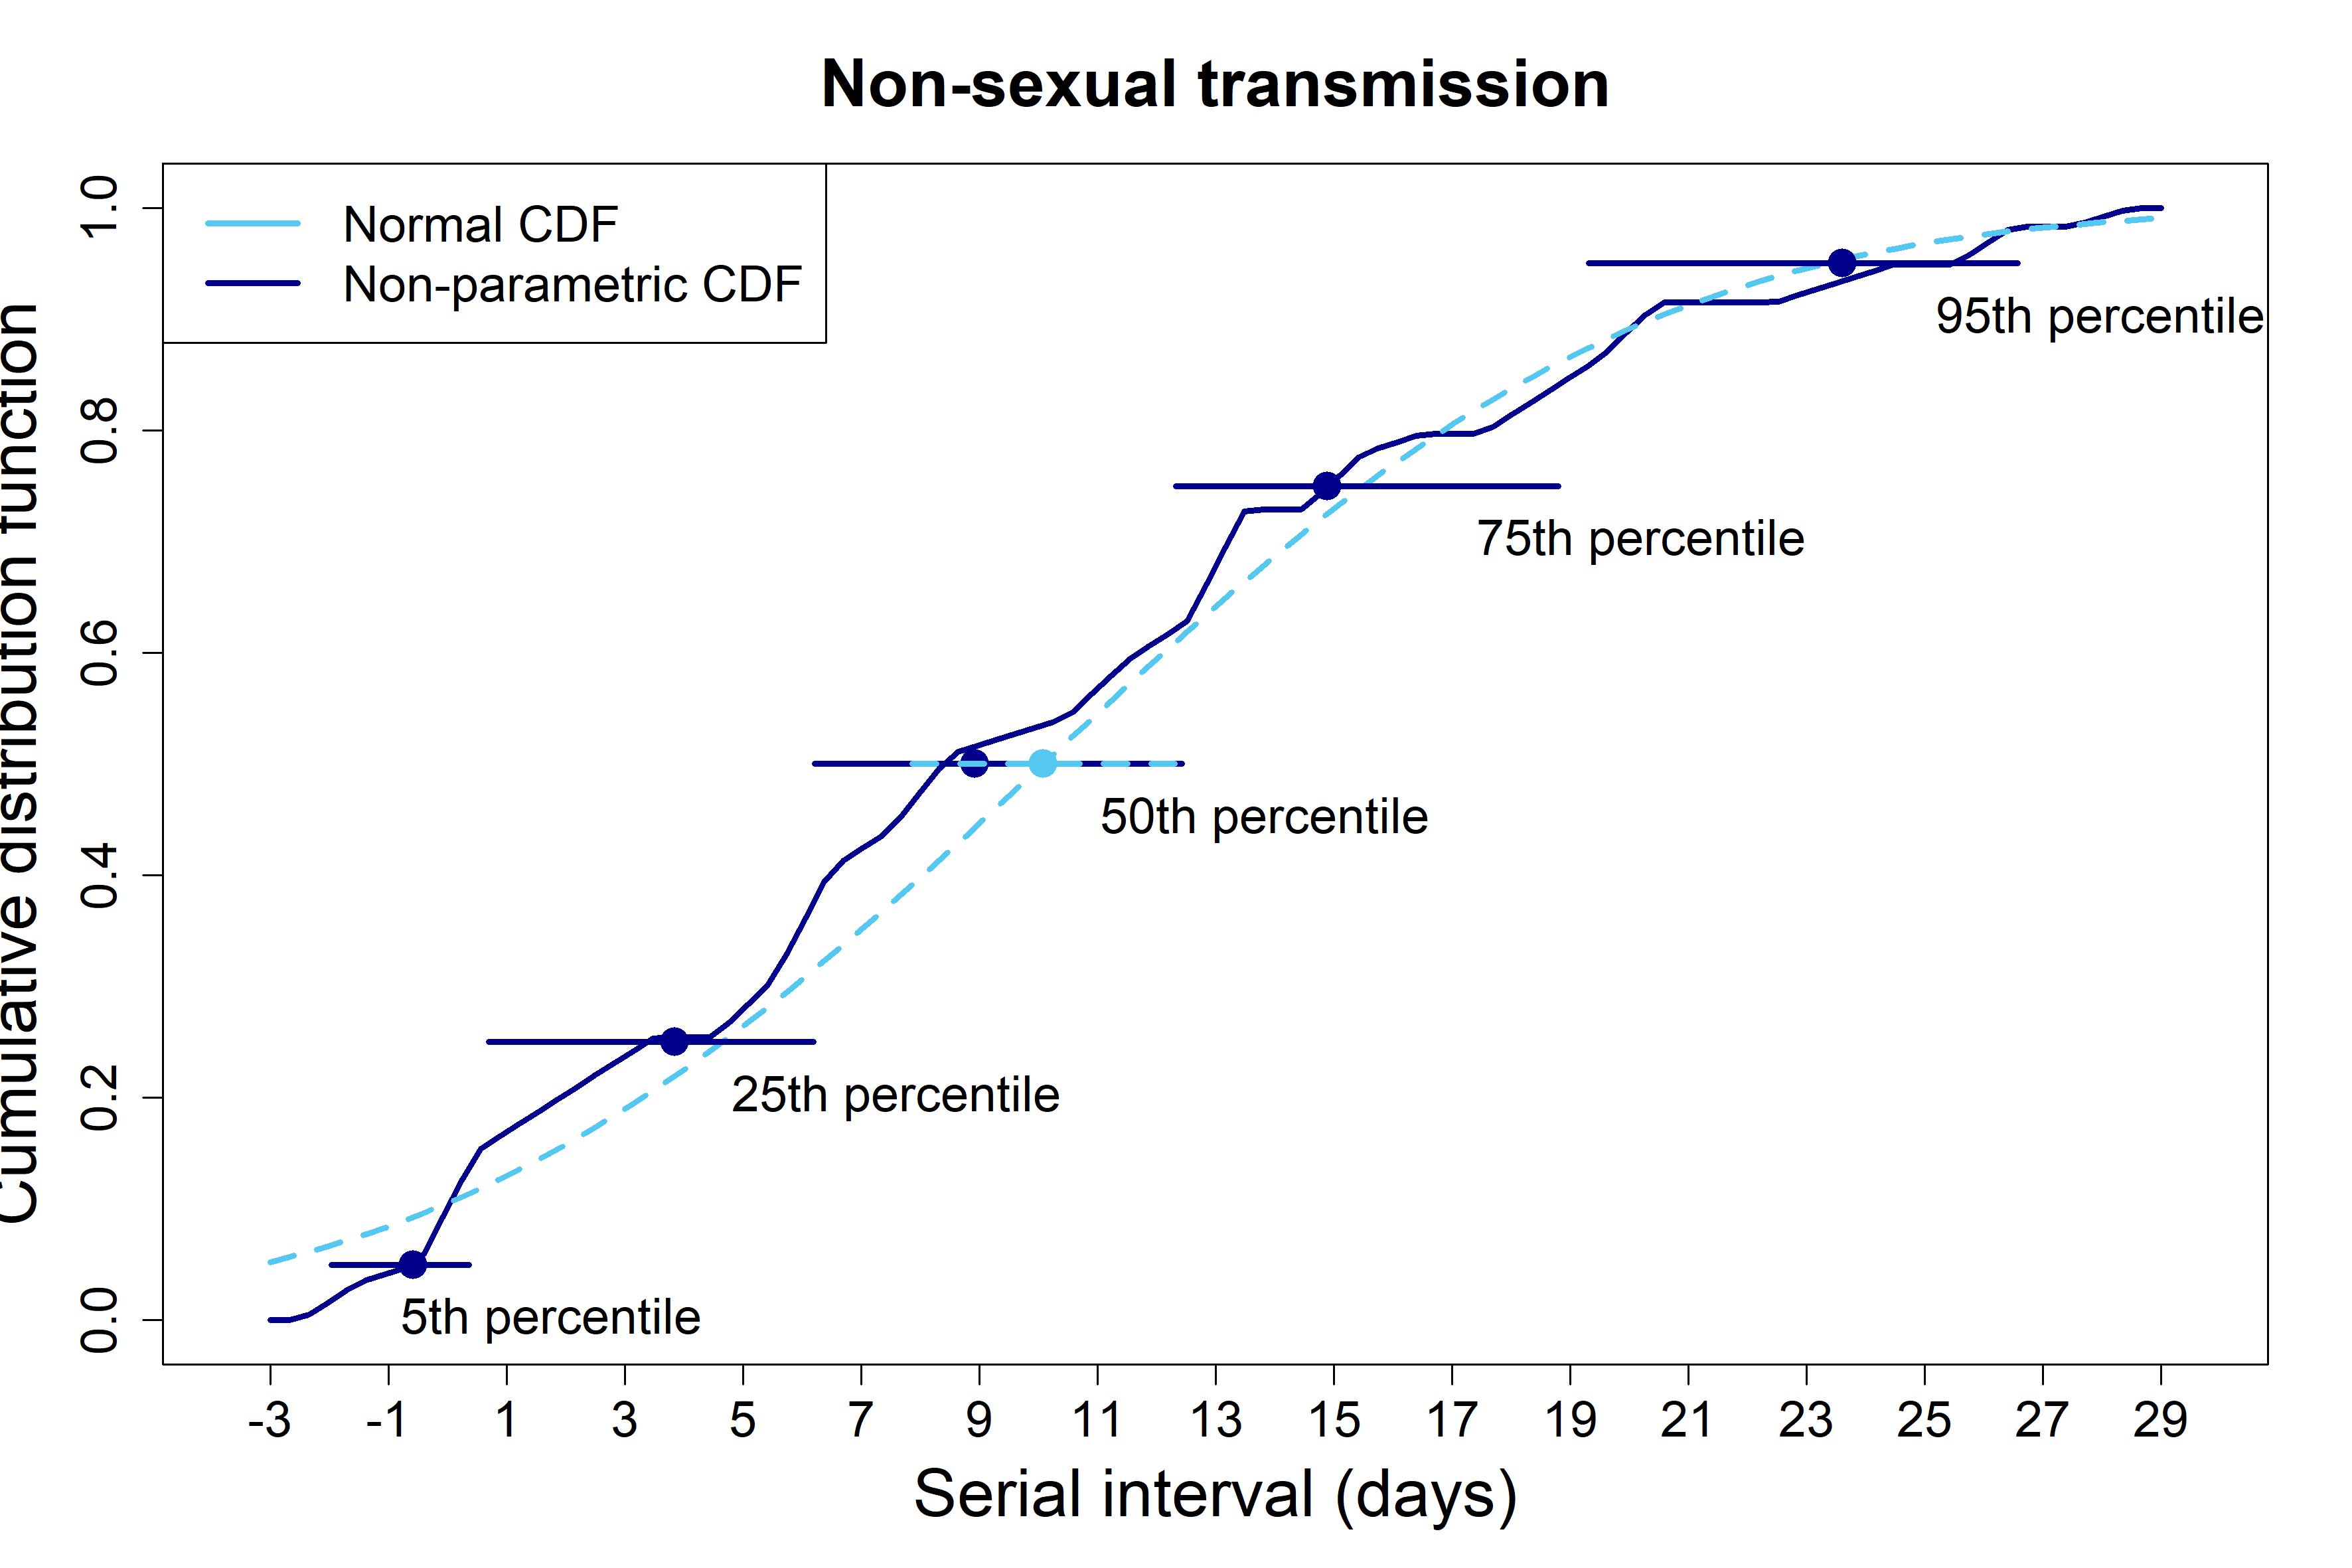 Non-sexual transmission
Normal CDF
Non-parametric CDF
Cumulative distribution function
1.0
0.8
0.6
0.4
0.2
0.0
95th percentile
75th percentile
50th percentile
25th percentile
5th percentile
-3 -1 1 3 5 7 9 11 13 15 17 19 21 23 25 27 29
Serial interval (days)